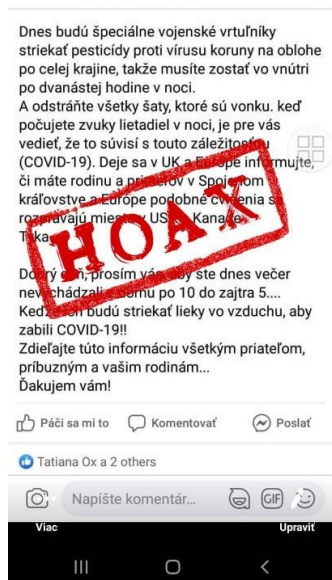 Dnes budú špeciálne vojenské vrtuľníky
striekať pesticídy proti vírusu koruny na oblohe
po celej krajine, takže musíte zostať vo vnútri
po dvanástej hodine v noci.
A odstráňte všetky šaty, ktoré sú vonku. keď
počujete zvuky lietadiel v noci, je pre vás
vedieť, že to súvisí s touto záležitosťou
(COVID-19). Deje sa v UK a Európe informujte,
či máte rodinu a priateľov v Spojenom
kráľovstve a Európe podobné cvičenia sa
rozprávajú miestev US Kanade
HOAX
Dobrý deň, prosím vás, aby ste dnes večer
nevychádzali z domu po 10 do zajtra 5....
budú striekať lieky vo vzduchu, aby
zabili COVID-19!!
Zdieľajte túto informáciu všetkým priateľom,
príbuzným a vašim rodinám...
Ďakujem vám!
Páči sa mi to Komentovať Poslať
Tatiana Ox a 2 others
Napíšte komentár... GIF
Viac Upraviť